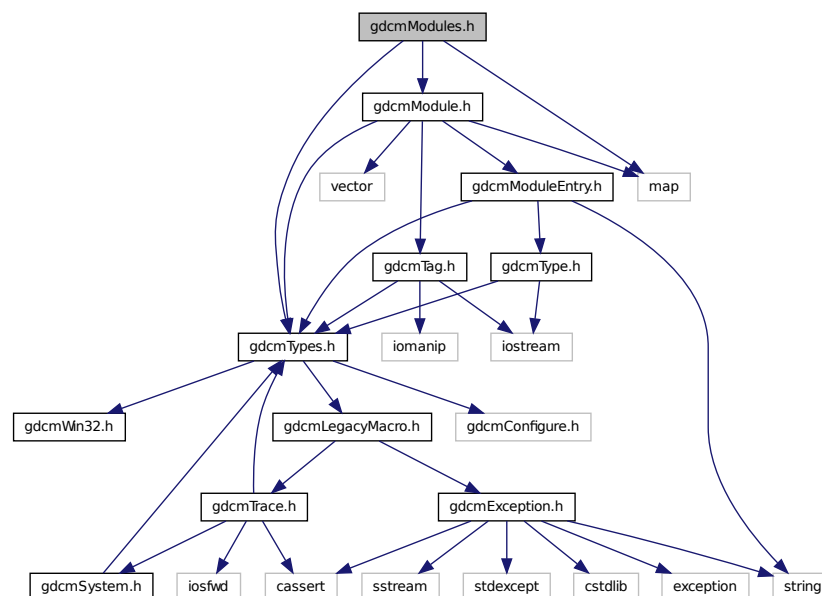 gdcmModules.h
gdcmModule.h
vector
gdcmModuleEntry.h
map
gdcmTag.h
gdcmType.h
gdcmTypes.h
iomanip
iostream
gdcmWin32.h
gdcmLegacyMacro.h
gdcmConfigure.h
gdcmTrace.h
gdcmException.h
gdcmSystem.h
iosfwd
cassert
sstream
stdexcept
cstdlib
exception
string